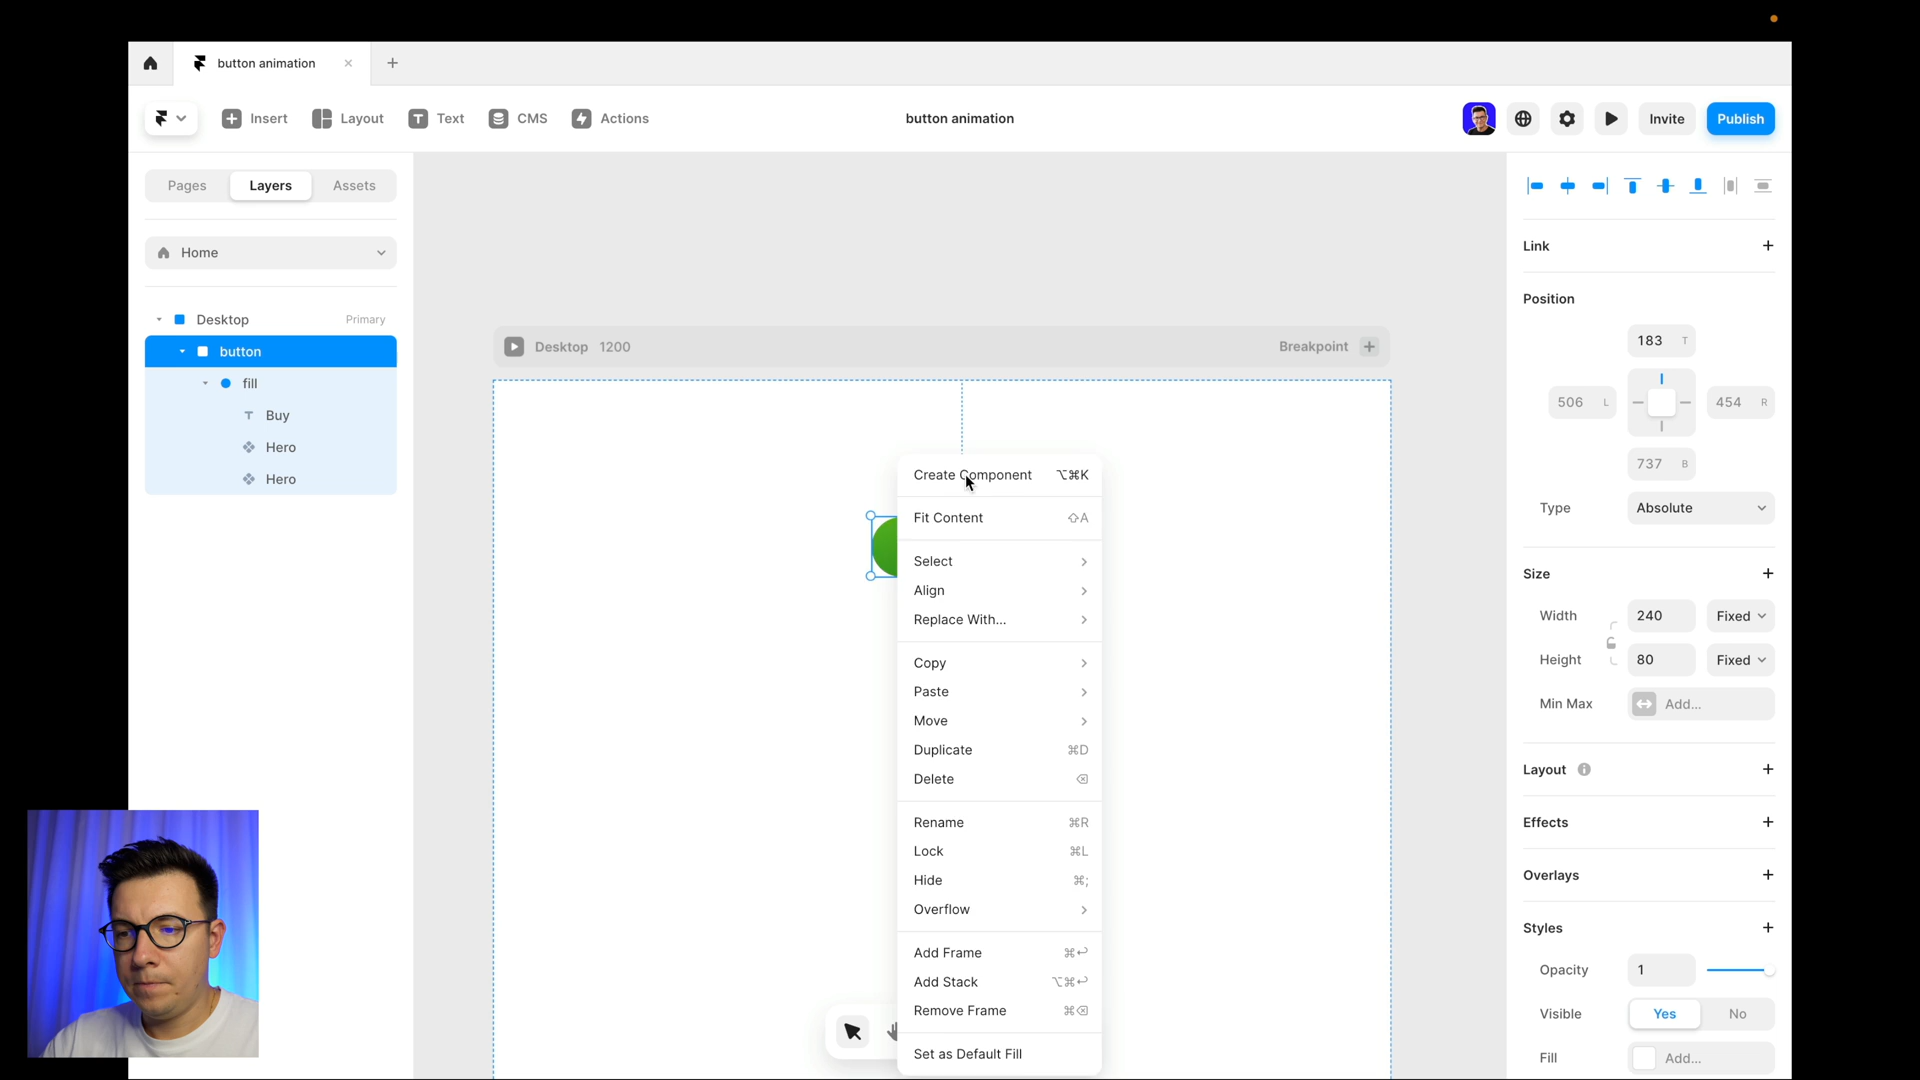 button animation
Insert
Layout
Text
CMS
Actions
button animation
Invite
Publish
Pages
Layers
Assets
Home
Desktop Primary
button
fill
Buy
Hero
Hero
Desktop 1200
Breakpoint
Create Component ⌥⌘K
Fit Content ⇧A
Select
Align
Replace With...
Copy
Paste
Move
Duplicate ⌘D
Delete ⌫
Rename ⌘R
Lock ⌘L
Hide ⌘;
Overflow
Add Frame ⌘↩
Add Stack ⌥⌘↩
Remove Frame ⌘⌫
Set as Default Fill
Link
Position
183 T
506 L
454 R
737 B
Type Absolute
Size
Width 240 Fixed
Height 80 Fixed
Min Max Add...
Layout
Effects
Overlays
Styles
Opacity 1
Visible Yes No
Fill Add...